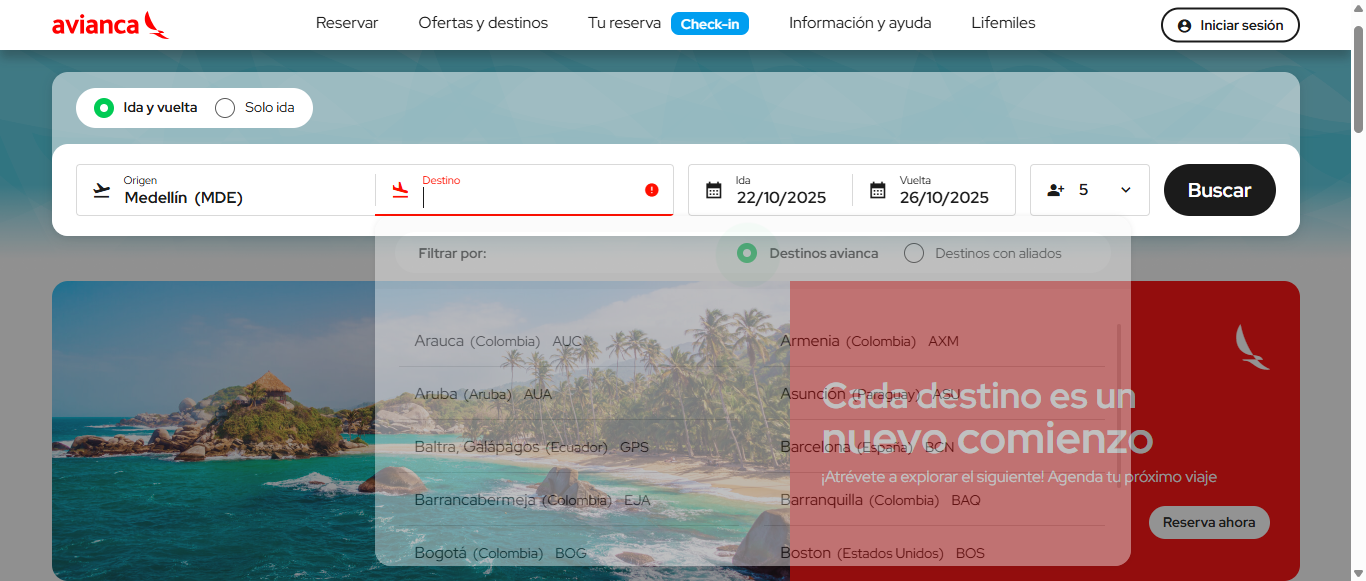 avianca
Reservar Ofertas y destinos Tu reserva Check-in Información y ayuda Lifemiles Iniciar sesión
Ida y vuelta Solo ida
Origen
Medellín (MDE)
Destino
Ida
22/10/2025
Vuelta
26/10/2025
5
Buscar
Filtrar por: Destinos avianca Destinos con aliados
Arauca (Colombia) AUC
Armenia (Colombia) AXM
Aruba (Aruba) AUA
Asunción (Paraguay) ASU
Baltra, Galápagos (Ecuador) GPS
Barcelona (España) BCN
Barrancabermeja (Colombia) EJA
Barranquilla (Colombia) BAQ
Bogotá (Colombia) BOG
Boston (Estados Unidos) BOS
Cada destino es un
nuevo comienzo
¡Atrévete a explorar el siguiente! Agenda tu próximo viaje
Reserva ahora